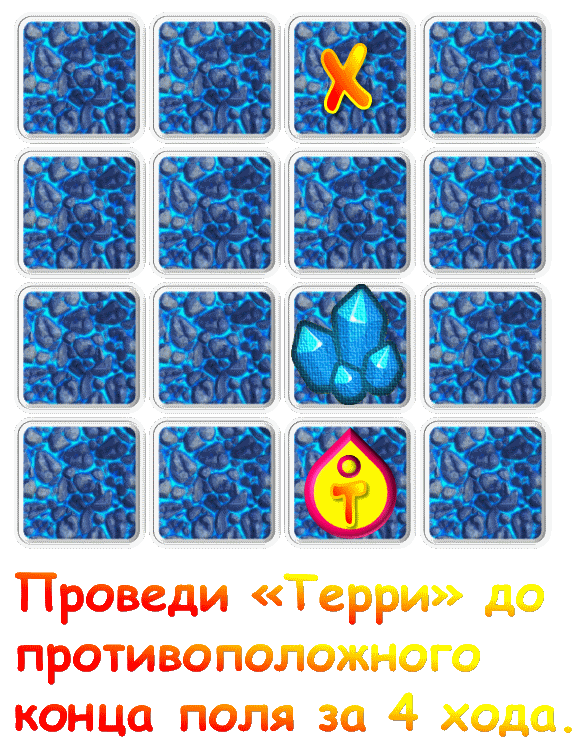 Х
Т
Проведи «Терри» до
противоположного
конца поля за 4 хода.